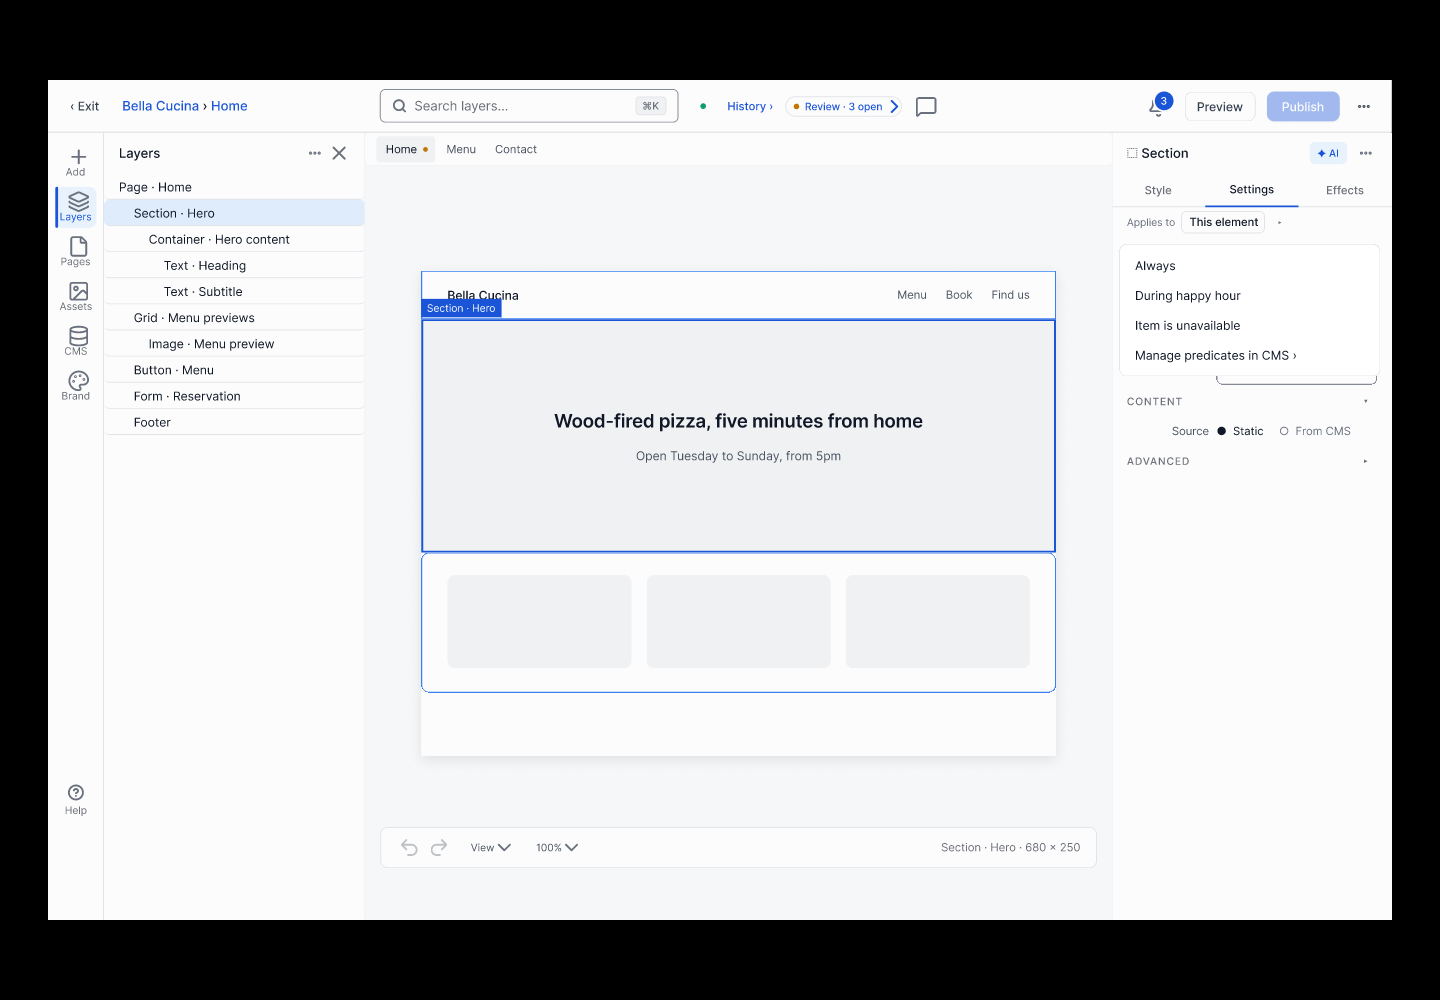 ‹ Exit
Bella Cucina › Home
Search layers...
⌘K
History ›
Review · 3 open
3
Preview
Publish
Add
Layers
Pages
Assets
CMS
Brand
Help
Layers
Page · Home
Section · Hero
Container · Hero content
Text · Heading
Text · Subtitle
Grid · Menu previews
Image · Menu preview
Button · Menu
Form · Reservation
Footer
Home
Menu
Contact
Bella Cucina
Menu
Book
Find us
Section · Hero
Wood-fired pizza, five minutes from home
Open Tuesday to Sunday, from 5pm
View
100%
Section · Hero · 680 × 250
Section
AI
Style
Settings
Effects
Applies to
This element
Always
During happy hour
Item is unavailable
Manage predicates in CMS ›
CONTENT
Source
Static
From CMS
ADVANCED